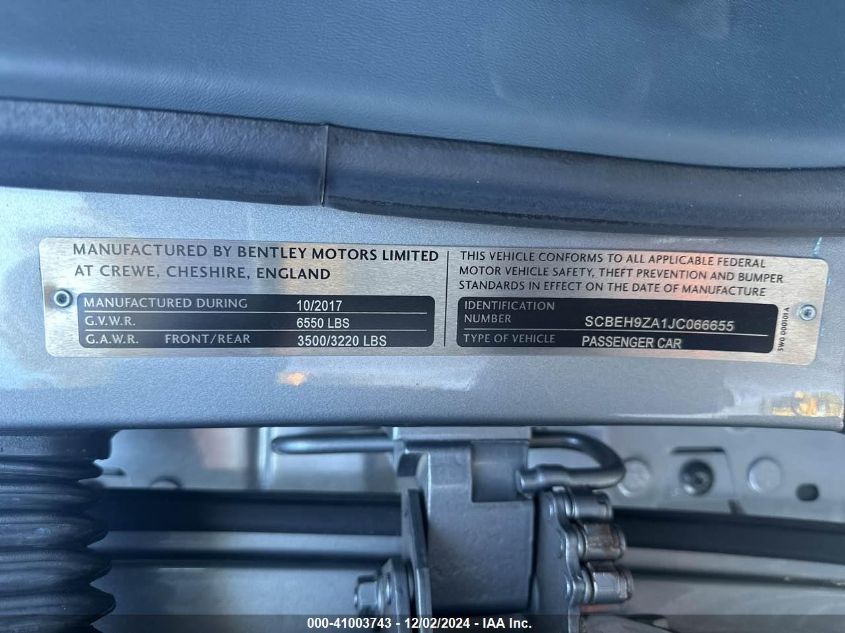 MANUFACTURED BY BENTLEY MOTORS LIMITED
AT CREWE, CHESHIRE, ENGLAND
MANUFACTURED DURING 10/2017
G.V.W.R. 6550 LBS
G.A.W.R. FRONT/REAR 3500/3220 LBS
THIS VEHICLE CONFORMS TO ALL APPLICABLE FEDERAL
MOTOR VEHICLE SAFETY, THEFT PREVENTION AND BUMPER
STANDARDS IN EFFECT ON THE DATE OF MANUFACTURE
IDENTIFICATION
NUMBER SCBEH9ZA1JC066655
TYPE OF VEHICLE PASSENGER CAR
5W0 000101A
000-41003743 - 12/02/2024 - IAA Inc.